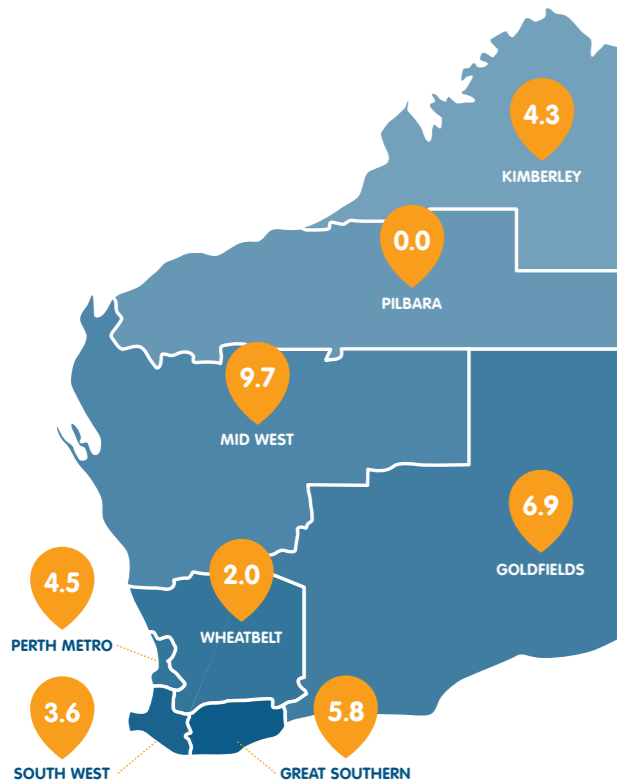 4.3
KIMBERLEY
0.0
PILBARA
9.7
MID WEST
6.9
GOLDFIELDS
4.5
PERTH METRO
2.0
WHEATBELT
3.6
SOUTH WEST
5.8
GREAT SOUTHERN